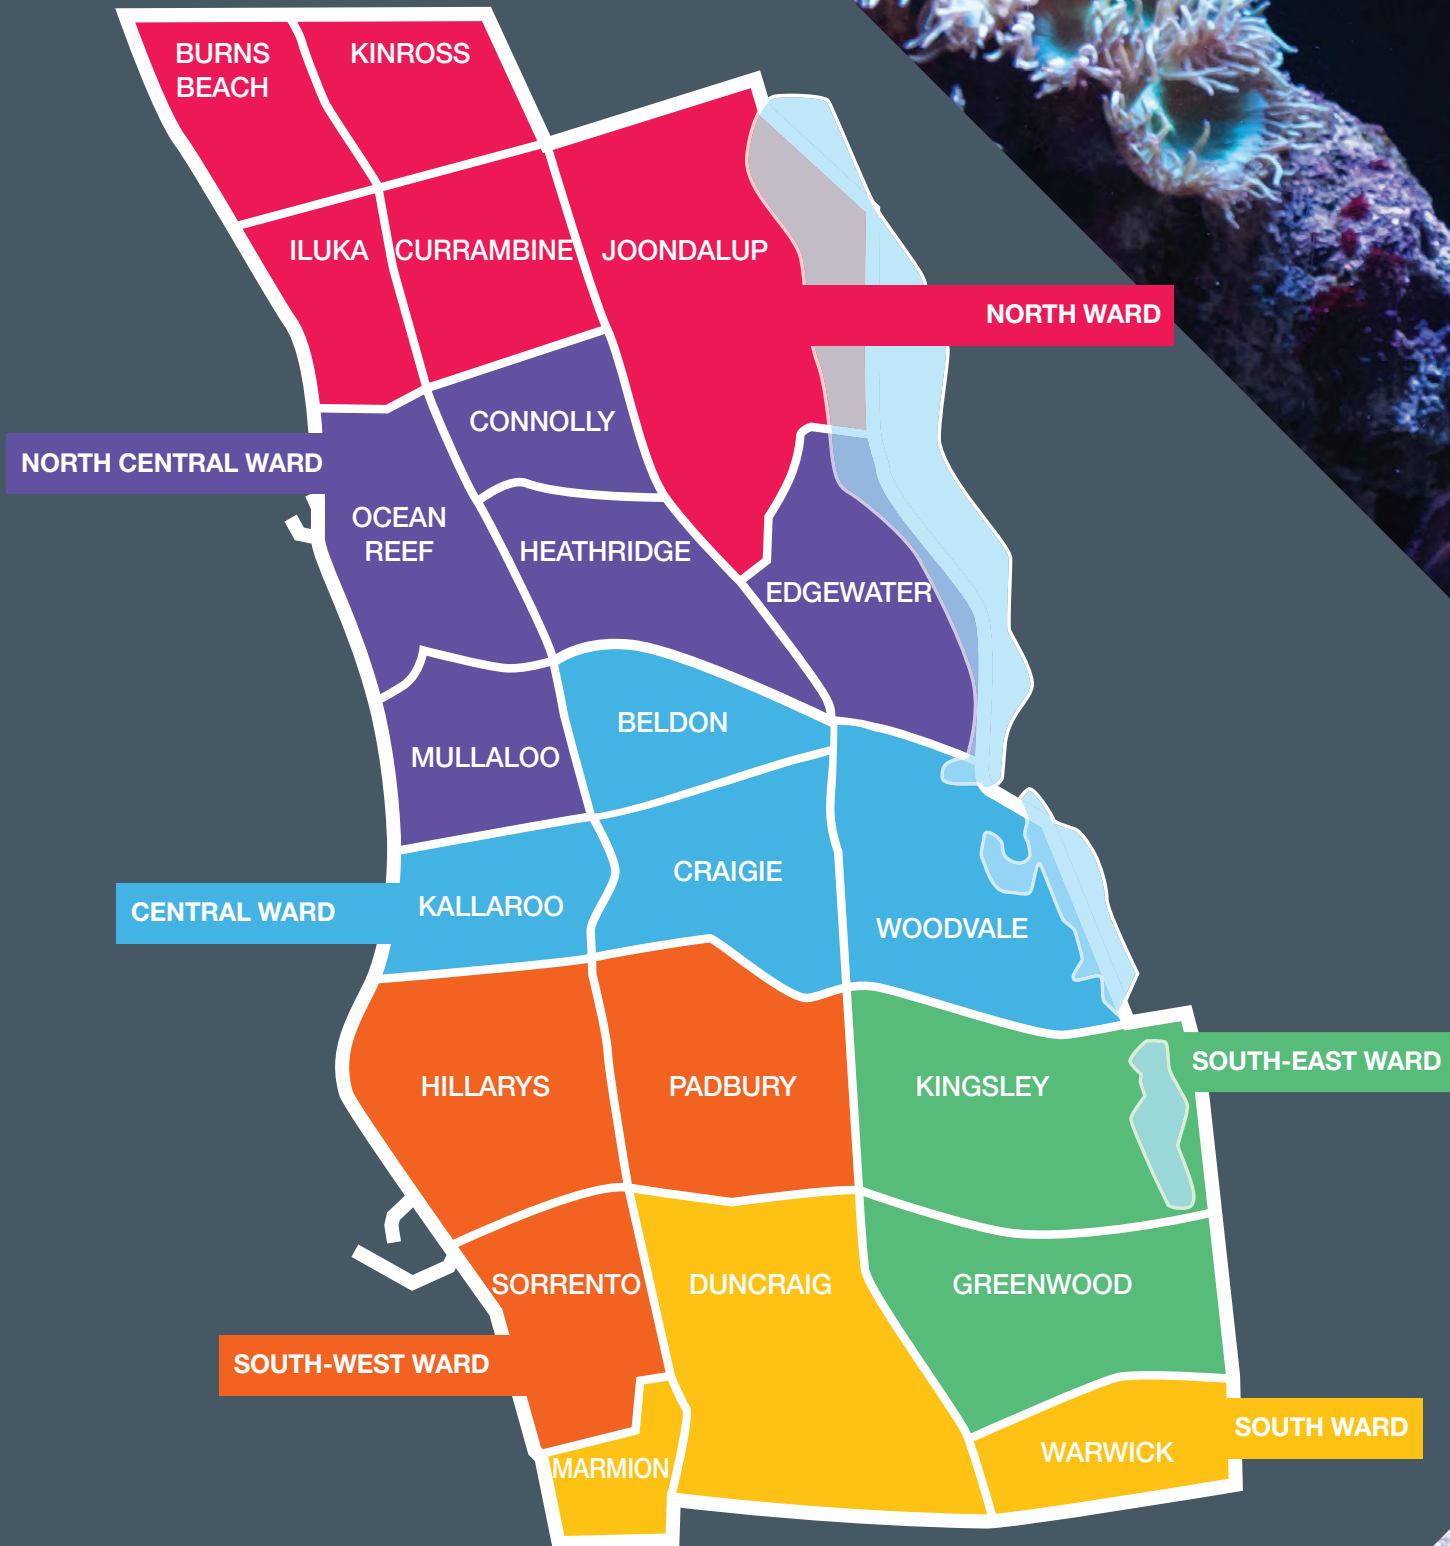 BURNS
BEACH
KINROSS
ILUKA
CURRAMBINE
JOONDALUP
NORTH WARD
CONNOLLY
NORTH CENTRAL WARD
OCEAN
REEF
HEATHRIDGE
EDGEWATER
BELDON
MULLALOO
CRAIGIE
CENTRAL WARD
KALLAROO
WOODVALE
SOUTH-EAST WARD
HILLARYS
PADBURY
KINGSLEY
SORRENTO
DUNCRAIG
GREENWOOD
SOUTH-WEST WARD
SOUTH WARD
WARWICK
MARMION